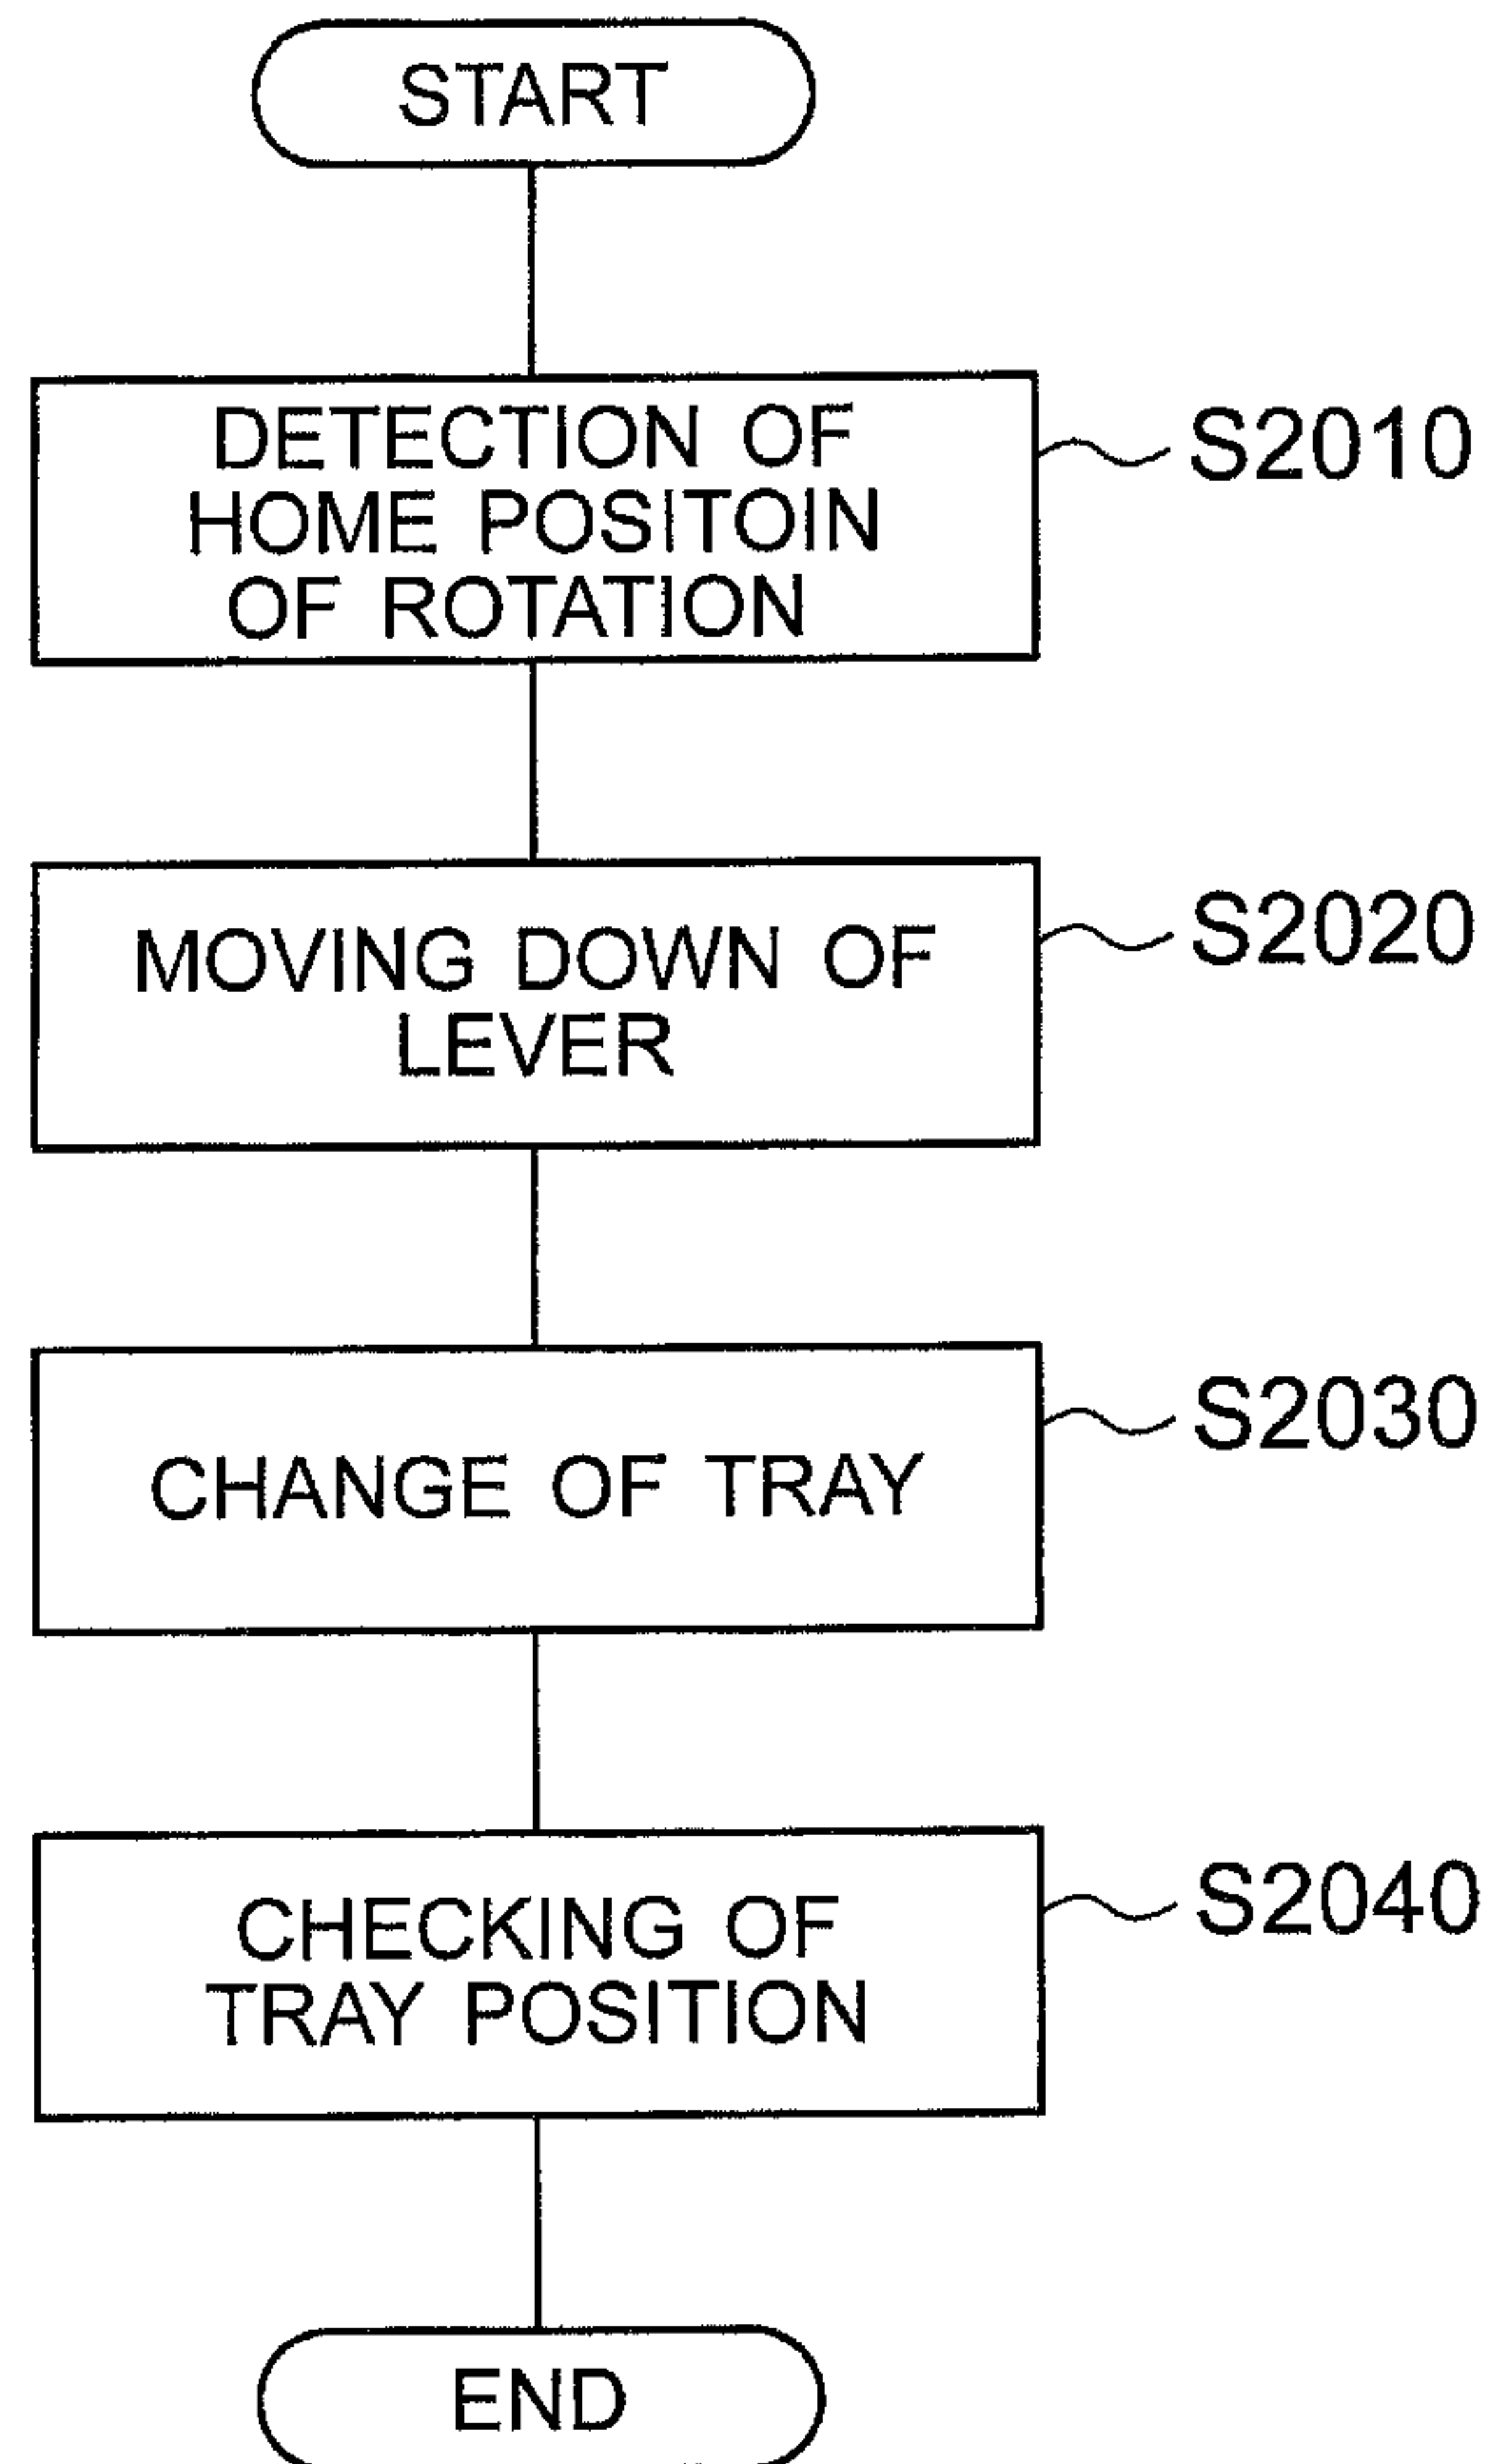 START
DETECTION OF
HOME POSITOIN
OF ROTATION
S2010
MOVING DOWN OF
LEVER
S2020
CHANGE OF TRAY
S2030
CHECKING OF
TRAY POSITION
S2040
END